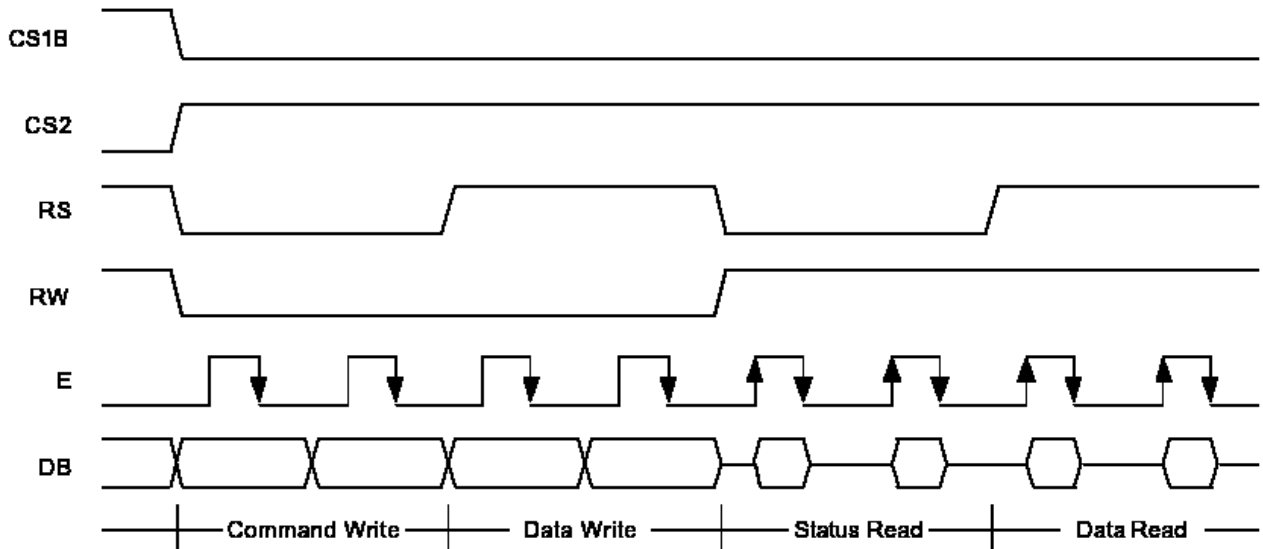 CS1B
CS2
RS
RW
E
DB
Command Write
Data Write
Status Read
Data Read